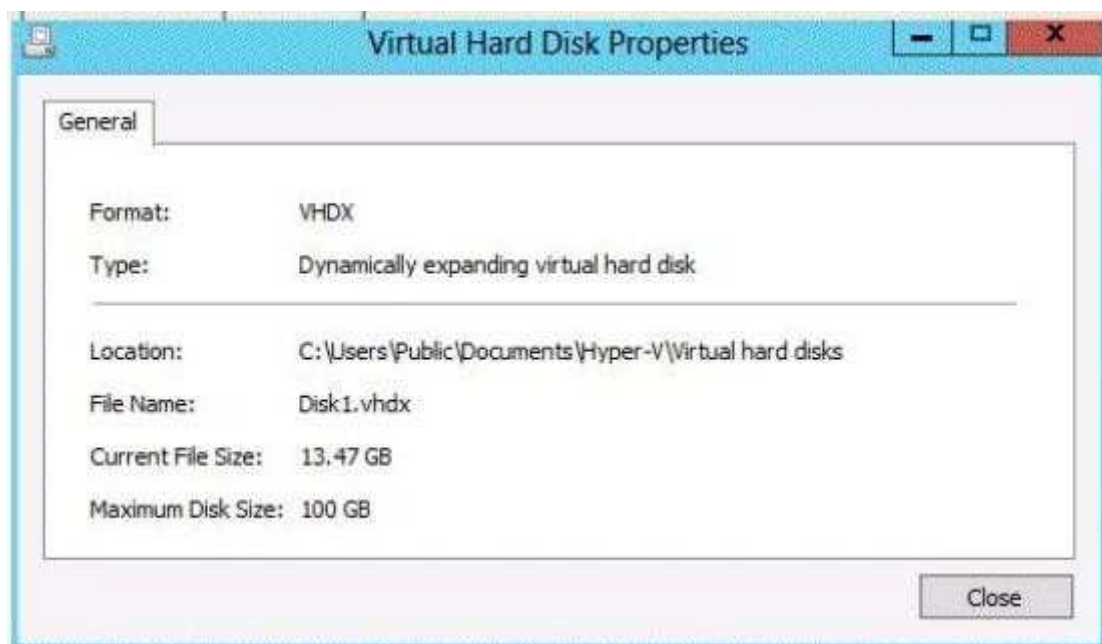 Virtual Hard Disk Properties
General
Format: VHDX
Type: Dynamically expanding virtual hard disk
Location: C:\Users\Public\Documents\Hyper-V\Virtual hard disks
File Name: Disk1.vhdx
Current File Size: 13.47 GB
Maximum Disk Size: 100 GB
Close